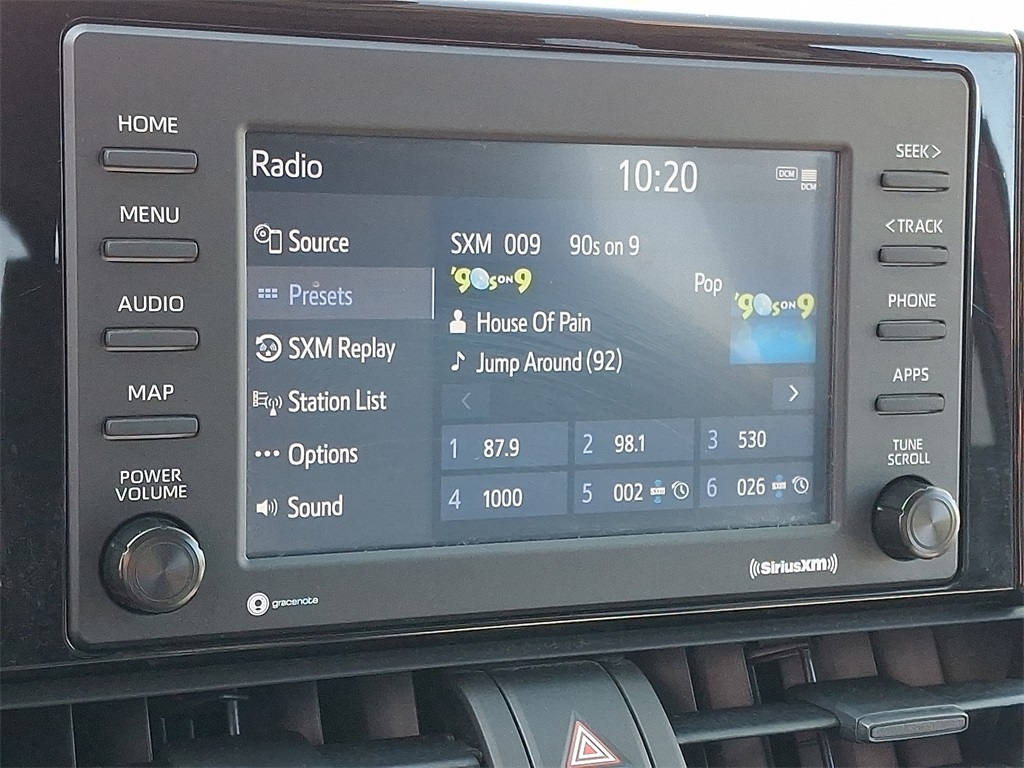 HOME
MENU
AUDIO
MAP
POWER
VOLUME
Radio
10:20
DCM
DCM
Source
Presets
SXM Replay
Station List
Options
Sound
SXM 009 90s on 9
'90s ON 9
Pop
'90s ON 9
House Of Pain
Jump Around (92)
<
>
1 87.9
2 98.1
3 530
4 1000
5 002
6 026
SEEK >
< TRACK
PHONE
APPS
TUNE
SCROLL
gracenote
((SiriusXM))